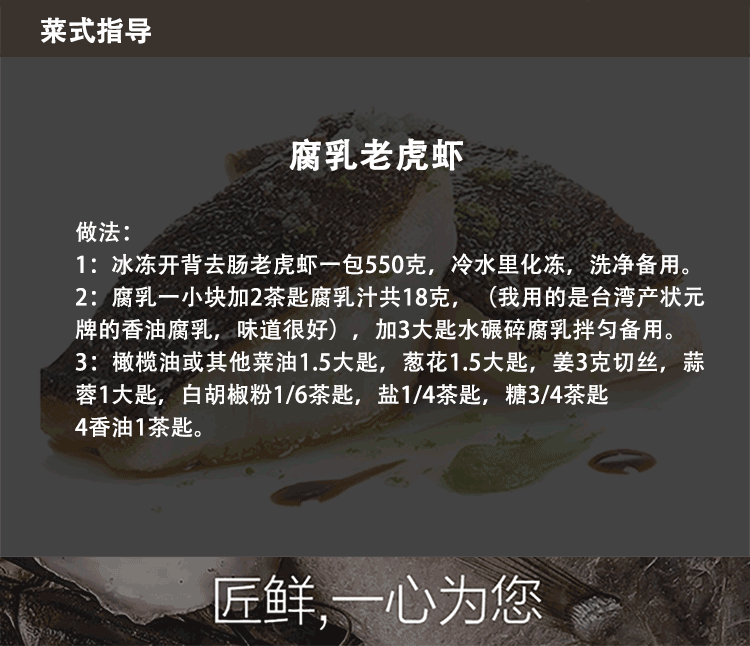 菜式指导
腐乳老虎虾
做法：
1：冰冻开背去肠老虎虾一包550克，冷水里化冻，洗净备用。
2：腐乳一小块加2茶匙腐乳汁共18克，（我用的是台湾产状元
牌的香油腐乳，味道很好），加3大匙水碾碎腐乳拌匀备用。
3：橄榄油或其他菜油1.5大匙，葱花1.5大匙，姜3克切丝，蒜
蓉1大匙，白胡椒粉1/6茶匙，盐1/4茶匙，糖3/4茶匙
4香油1茶匙。
匠鲜,一心为您